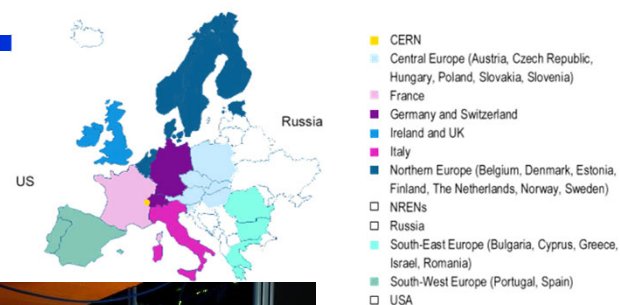 US
Russia
CERN
Central Europe (Austria, Czech Republic,
Hungary, Poland, Slovakia, Slovenia)
France
Germany and Switzerland
Ireland and UK
Italy
Northern Europe (Belgium, Denmark, Estonia,
Finland, The Netherlands, Norway, Sweden)
NRENs
Russia
South-East Europe (Bulgaria, Cyprus, Greece,
Israel, Romania)
South-West Europe (Portugal, Spain)
USA